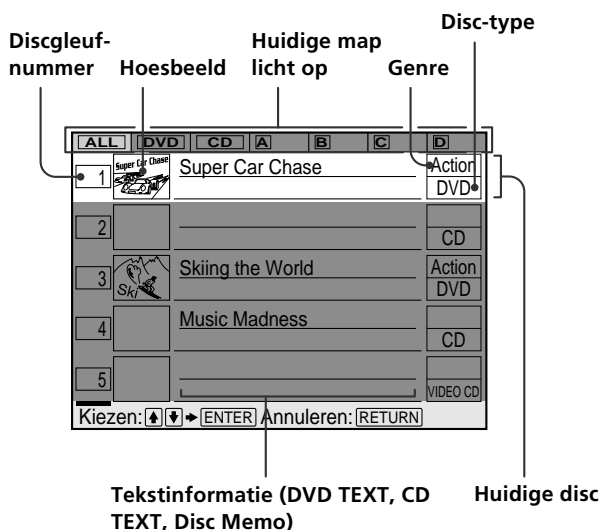 Disc-type
Discgleuf-
nummer
Hoesbeeld
Huidige map
licht op
Genre
ALL DVD CD A B C D
1 Super Car Chase Super Car Chase Action
DVD
2
CD
3 Ski Skiing the World Action
DVD
4 Music Madness
CD
5
VIDEO CD
Kiezen: ENTER Annuleren: RETURN
Tekstinformatie (DVD TEXT, CD
TEXT, Disc Memo)
Huidige disc